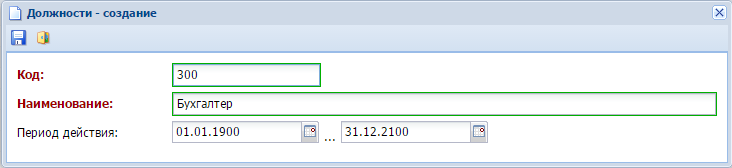 Должности - создание
Код: 300
Наименование: Бухгалтер
Период действия: 01.01.1900 ... 31.12.2100